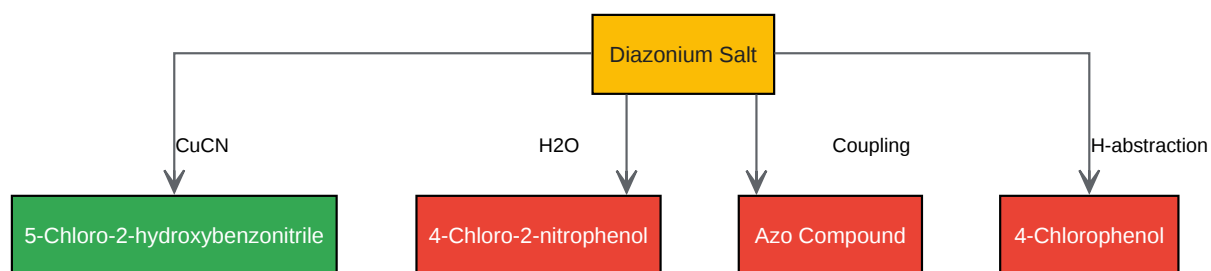 Diazonium Salt
CuCN
H2O
Coupling
H-abstraction
5-Chloro-2-hydroxybenzonitrile
4-Chloro-2-nitrophenol
Azo Compound
4-Chlorophenol